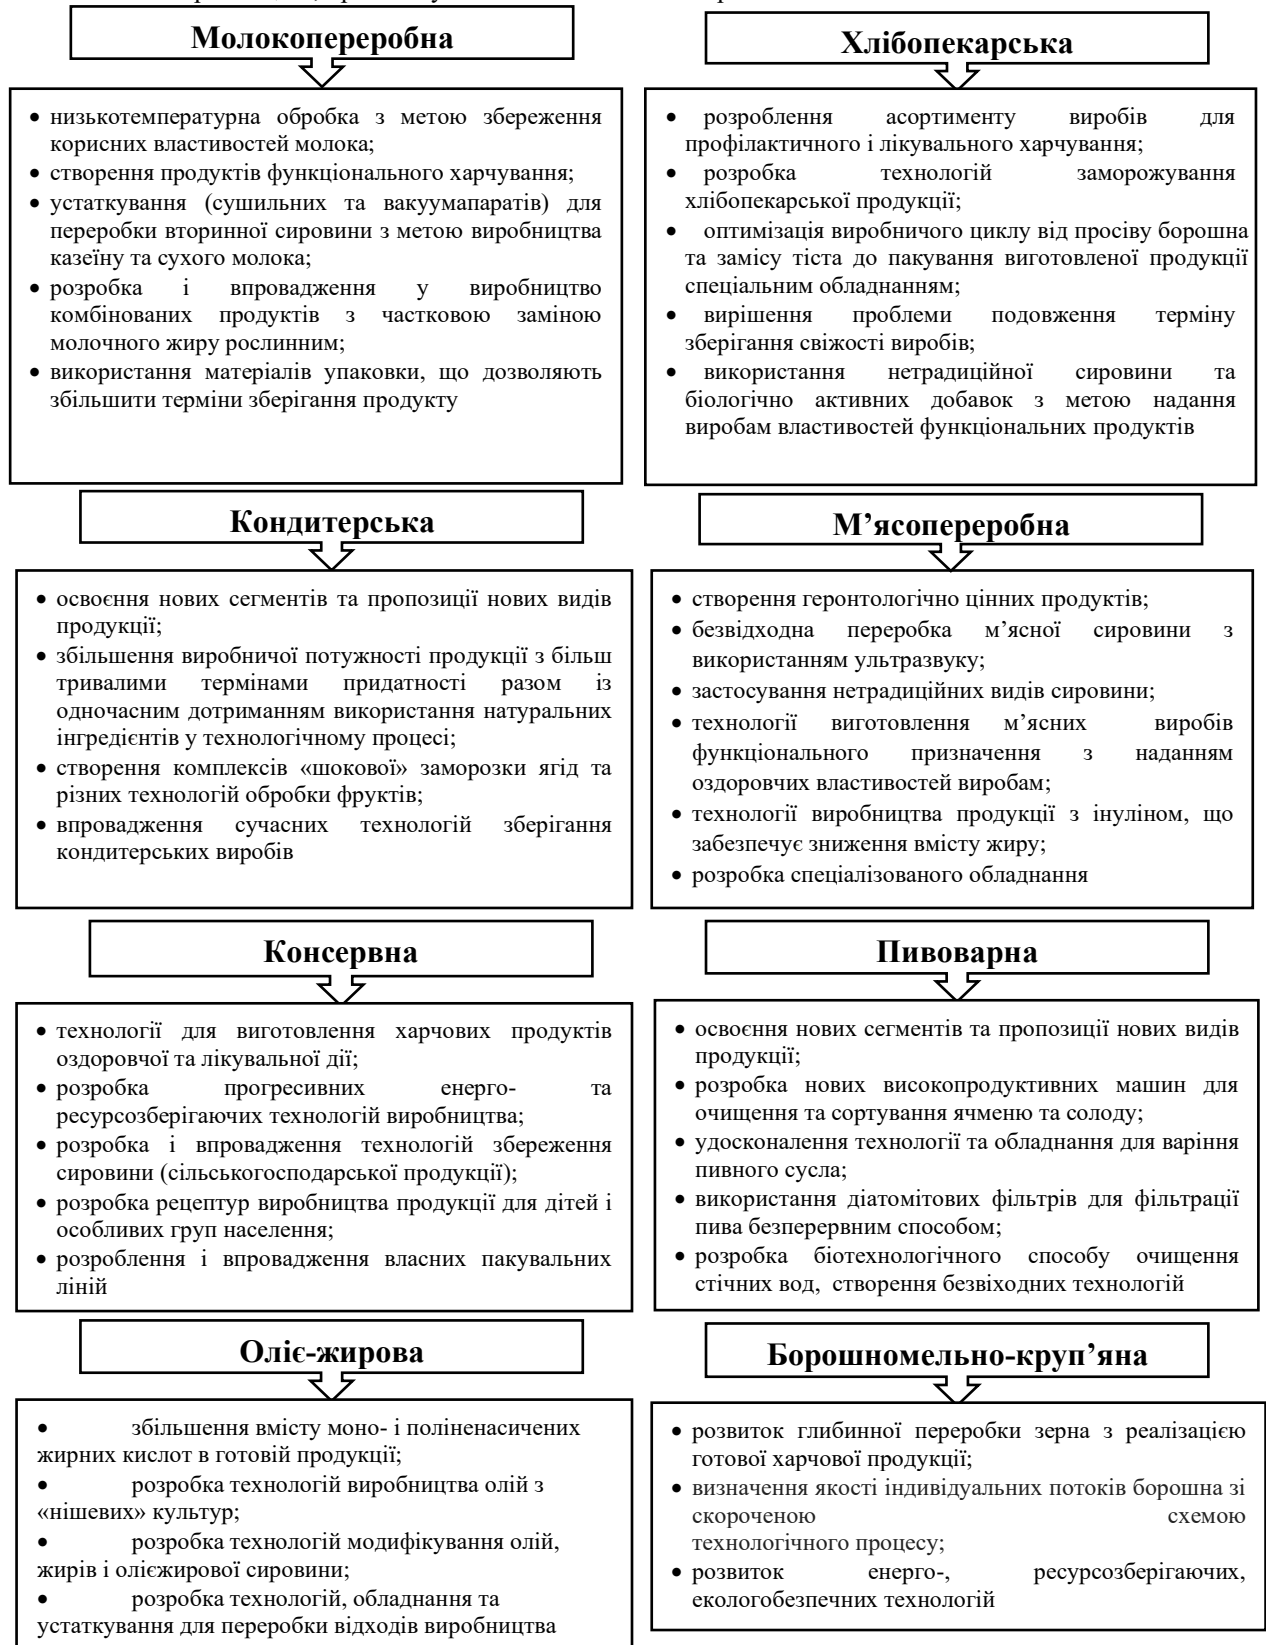 Молокопереробна
• низькотемпературна обробка з метою збереження
корисних властивостей молока;
• створення продуктів функціонального харчування;
• устаткування (сушильних та вакуумапаратів) для
переробки вторинної сировини з метою виробництва
казеїну та сухого молока;
• розробка і впровадження у виробництво
комбінованих продуктів з частковою заміною
молочного жиру рослинним;
• використання матеріалів упаковки, що дозволяють
збільшити терміни зберігання продукту
Хлібопекарська
• розроблення асортименту виробів для
профілактичного і лікувального харчування;
• розробка технологій заморожування
хлібопекарської продукції;
• оптимізація виробничого циклу від просіву борошна
та замісу тіста до пакування виготовленої продукції
спеціальним обладнанням;
• вирішення проблеми подовження терміну
зберігання свіжості виробів;
• використання нетрадиційної сировини та
біологічно активних добавок з метою надання
виробам властивостей функціональних продуктів
Кондитерська
• освоєння нових сегментів та пропозиції нових видів
продукції;
• збільшення виробничої потужності продукції з більш
тривалими термінами придатності разом із
одночасним дотриманням використання натуральних
інгредієнтів у технологічному процесі;
• створення комплексів «шокової» заморозки ягід та
різних технологій обробки фруктів;
• впровадження сучасних технологій зберігання
кондитерських виробів
М’ясопереробна
• створення геронтологічно цінних продуктів;
• безвідходна переробка м’ясної сировини з
використанням ультразвуку;
• застосування нетрадиційних видів сировини;
• технології виготовлення м’ясних виробів
функціонального призначення з наданням
оздоровчих властивостей виробам;
• технології виробництва продукції з інуліном, що
забезпечує зниження вмісту жиру;
• розробка спеціалізованого обладнання
Консервна
• технології для виготовлення харчових продуктів
оздоровчої та лікувальної дії;
• розробка прогресивних енерго- та
ресурсозберігаючих технологій виробництва;
• розробка і впровадження технологій збереження
сировини (сільськогосподарської продукції);
• розробка рецептур виробництва продукції для дітей і
особливих груп населення;
• розроблення і впровадження власних пакувальних
ліній
Пивоварна
• освоєння нових сегментів та пропозиції нових видів
продукції;
• розробка нових високопродуктивних машин для
очищення та сортування ячменю та солоду;
• удосконалення технології та обладнання для варіння
пивного сусла;
• використання діатомітових фільтрів для фільтрації
пива безперервним способом;
• розробка біотехнологічного способу очищення
стічних вод, створення безвіходних технологій
Оліє-жирова
• збільшення вмісту моно- і поліненасичених
жирних кислот в готовій продукції;
• розробка технологій виробництва олій з
«нішевих» культур;
• розробка технологій модифікування олій,
жирів і олієжирової сировини;
• розробка технологій, обладнання та
устаткування для переробки відходів виробництва
Борошномельно-круп’яна
• розвиток глибинної переробки зерна з реалізацією
готової харчової продукції;
• визначення якості індивідуальних потоків борошна зі
скороченою схемою
технологічного процесу;
• розвиток енерго-, ресурсозберігаючих,
екологобезпечних технологій